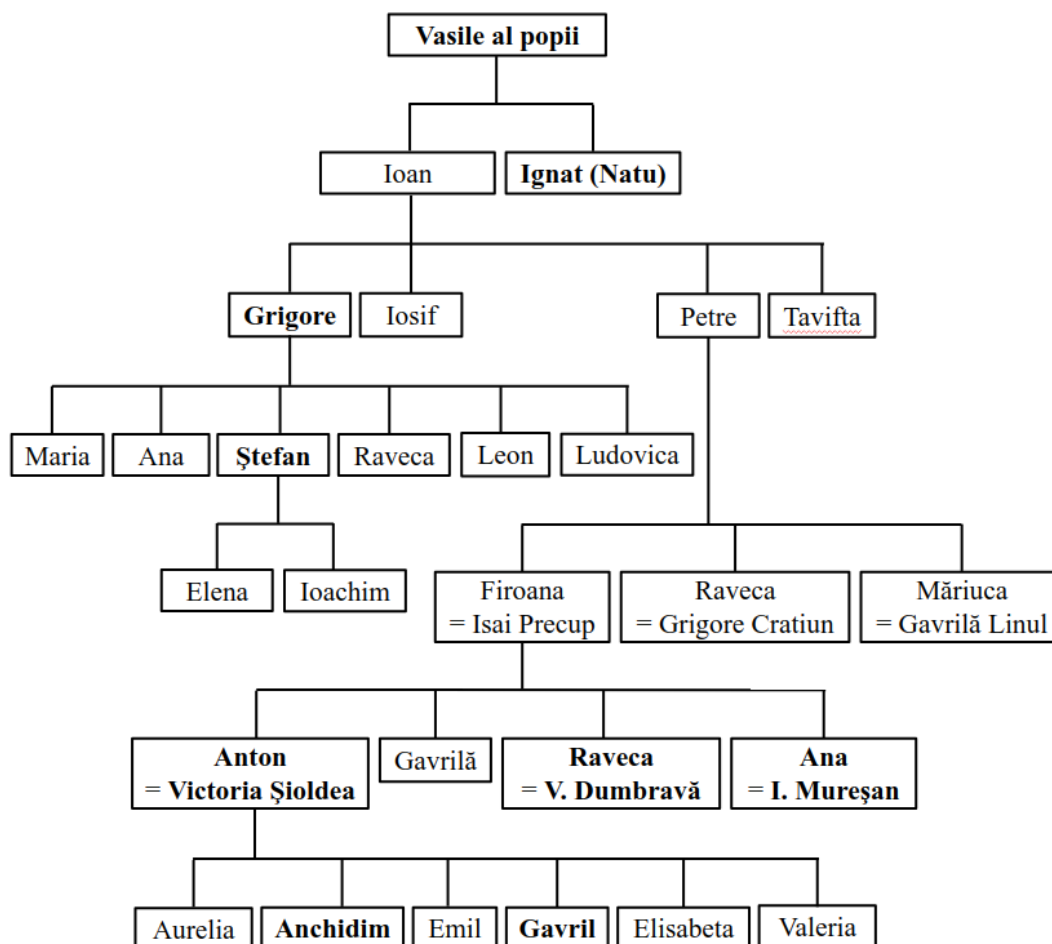 Vasile al popii
Ioan
Ignat (Natu)
Grigore
Iosif
Petre
Tavifta
Maria
Ana
Ştefan
Raveca
Leon
Ludovica
Elena
Ioachim
Firoana
= Isai Precup
Raveca
= Grigore Cratiun
Măriuca
= Gavrilă Linul
Anton
= Victoria Şioldea
Gavrilă
Raveca
= V. Dumbravă
Ana
= I. Mureşan
Aurelia
Anchidim
Emil
Gavril
Elisabeta
Valeria